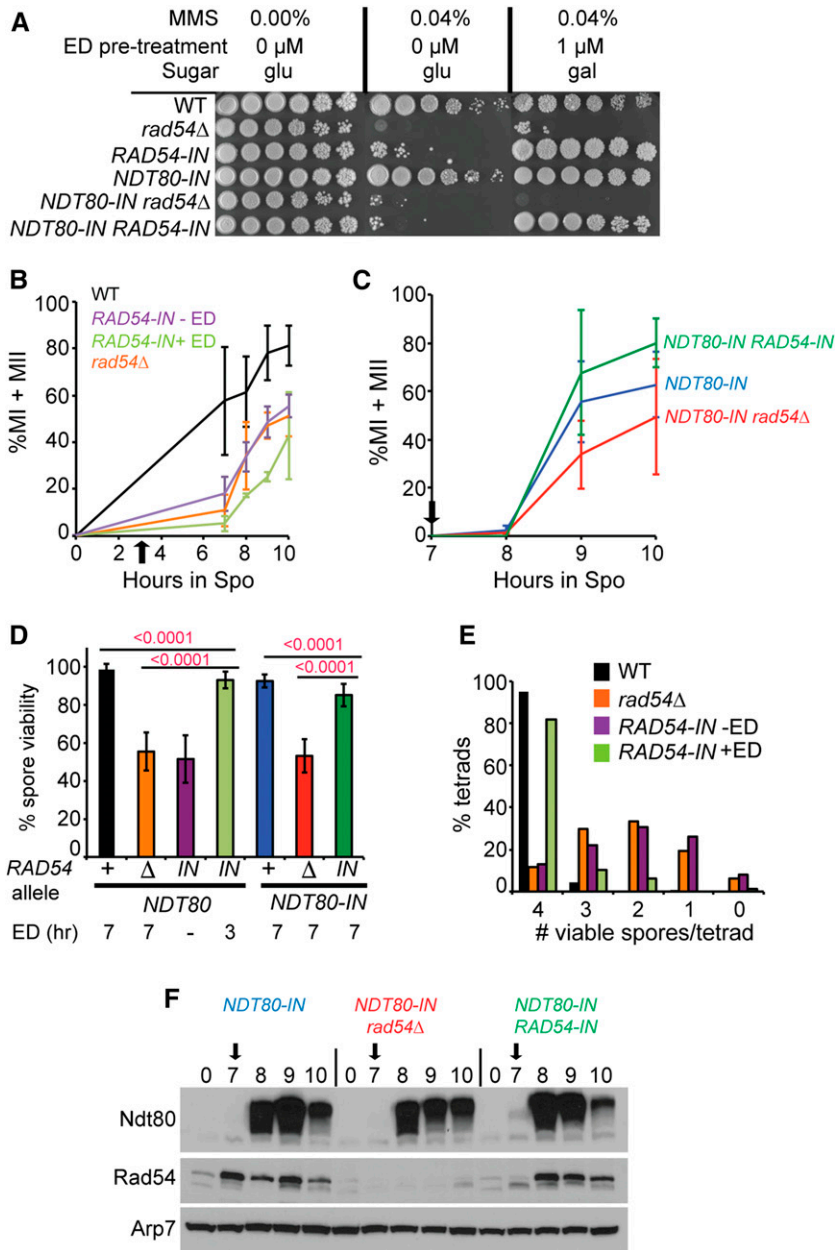 A
MMS 0.00% 0.04% 0.04%
ED pre-treatment 0 µM 0 µM 1 µM
Sugar glu glu gal
WT
rad54Δ
RAD54-IN
NDT80-IN
NDT80-IN rad54Δ
NDT80-IN RAD54-IN
B
%MI + MII
100
80
60
40
20
0
WT
RAD54-IN - ED
RAD54-IN+ ED
rad54Δ
0 2 4 6 8 10
Hours in Spo
C
%MI + MII
100
80
60
40
20
0
NDT80-IN RAD54-IN
NDT80-IN
NDT80-IN rad54Δ
7 8 9 10
Hours in Spo
D
% spore viability
100
80
60
40
20
0
<0.0001
<0.0001
<0.0001
<0.0001
RAD54 allele
+ Δ IN IN + Δ IN
NDT80 NDT80-IN
ED (hr) 7 7 - 3 7 7 7
E
% tetrads
100
80
60
40
20
0
WT
rad54Δ
RAD54-IN -ED
RAD54-IN +ED
4 3 2 1 0
# viable spores/tetrad
F
NDT80-IN
NDT80-IN rad54Δ
NDT80-IN RAD54-IN
0 7 8 9 10 0 7 8 9 10 0 7 8 9 10
Ndt80
Rad54
Arp7